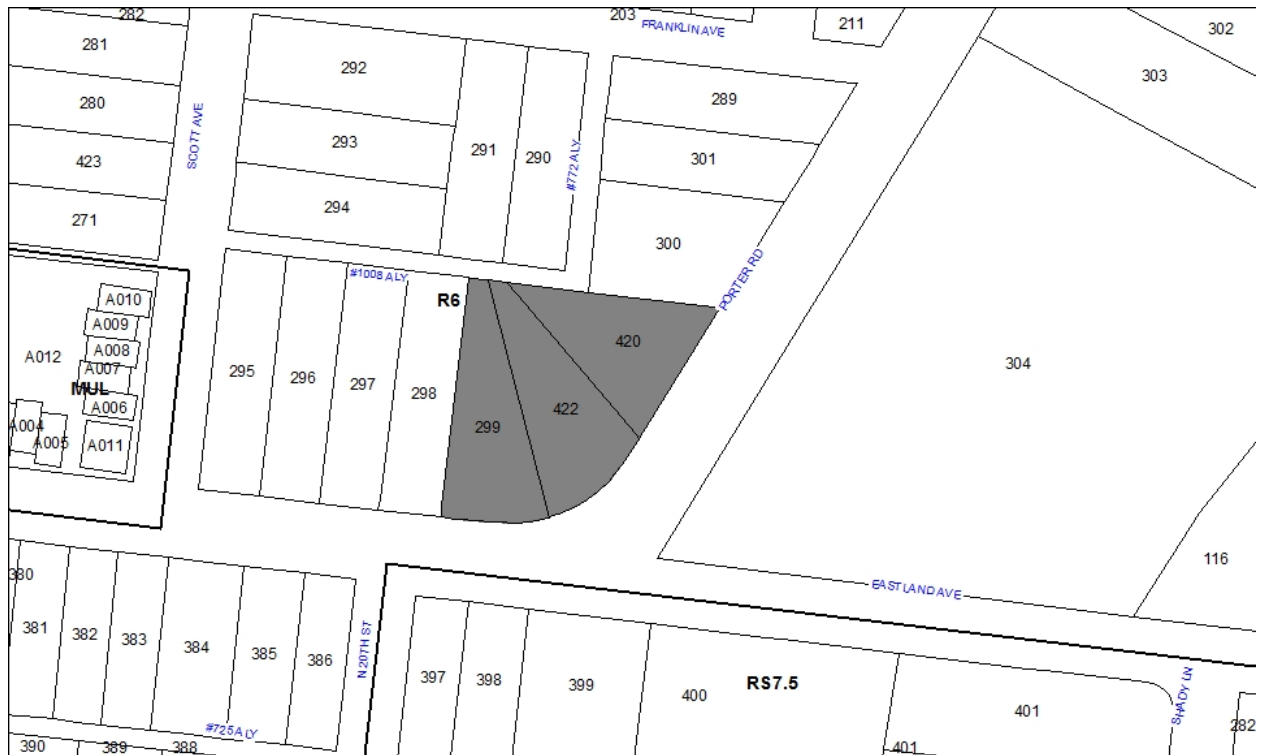 282
203
FRANKLIN AVE
211
302
281
292
303
280
289
SCOTT AVE
293
291
290
#772 ALY
301
423
294
271
300
#1008 ALY
PORTER RD
A010
R6
A009
A008
A012
A007
MUL
A006
A004
A005
A011
295
296
297
298
299
422
420
304
116
EASTLAND AVE
380
381
382
383
384
385
386
N 20TH ST
397
398
399
400
RS7.5
401
SHADY LN
282
#725 ALY
390
389
388
401